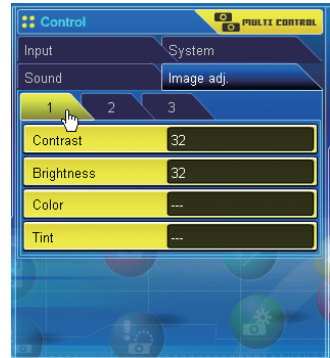 Control MULTI CONTROL
Input System
Sound Image adj.
1 2 3
Contrast 32
Brightness 32
Color ---
Tint ---